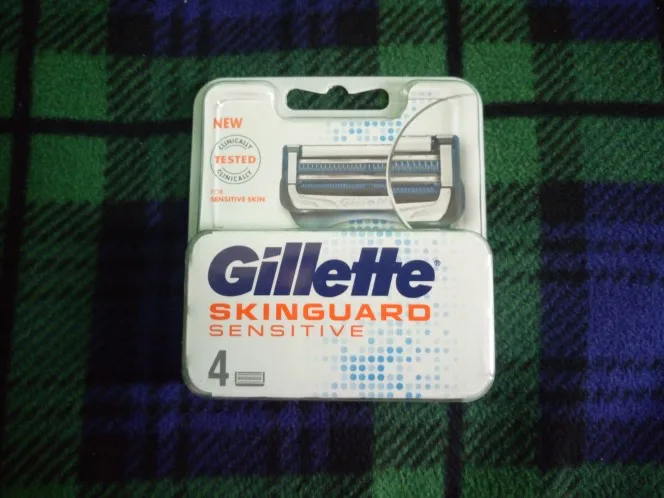 NEW
CLINICALLY
TESTED
CLINICALLY
FOR
SENSITIVE SKIN
Gillette®
SKINGUARD
SENSITIVE
4